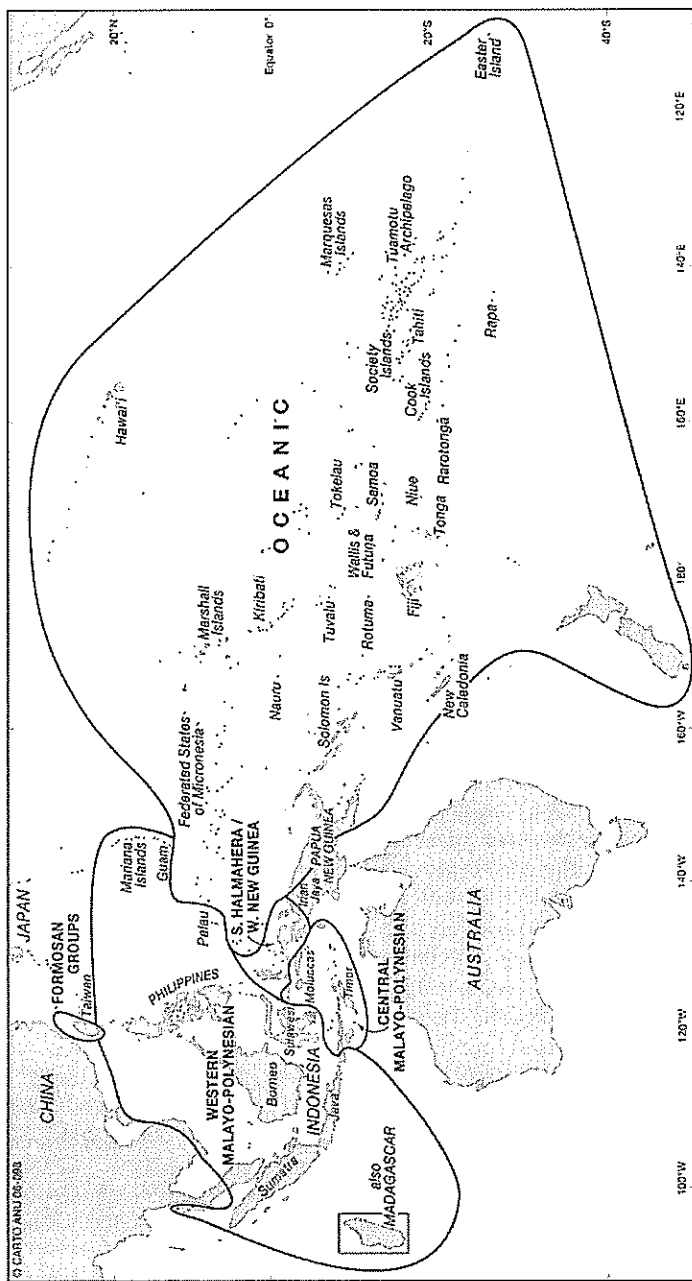 © CARTO ANU 06-098
CHINA
JAPAN
FORMOSAN
GROUPS
Taiwan
20°N
Hawai'i
Mariana
Islands
Guam
PHILIPPINES
WESTERN
MALAYO-POLYNESIAN
Palau
Federated States
of Micronesia
Marshall
Islands
S. HALMAHERA /
W. NEW GUINEA
Kiribati
OCEANIC
Equator 0°
Borneo
Sulawesi
Moluccas
Nauru
Sumatra
INDONESIA
Java
Timor
Irian
Jaya
PAPUA
NEW GUINEA
Solomon Is
Tuvalu
Tokelau
Marquesas
Islands
CENTRAL
MALAYO-POLYNESIAN
Rotuma
Wallis &
Futuna
Samoa
Society
Islands
Tuamotu
Archipelago
also
MADAGASCAR
Vanuatu
Fiji
Niue
Cook
Islands
Tahiti
20°S
New
Caledonia
Tonga
Rarotonga
Rapa
Easter
Island
AUSTRALIA
40°S
100°W
120°W
140°W
160°W
180°
160°E
140°E
120°E